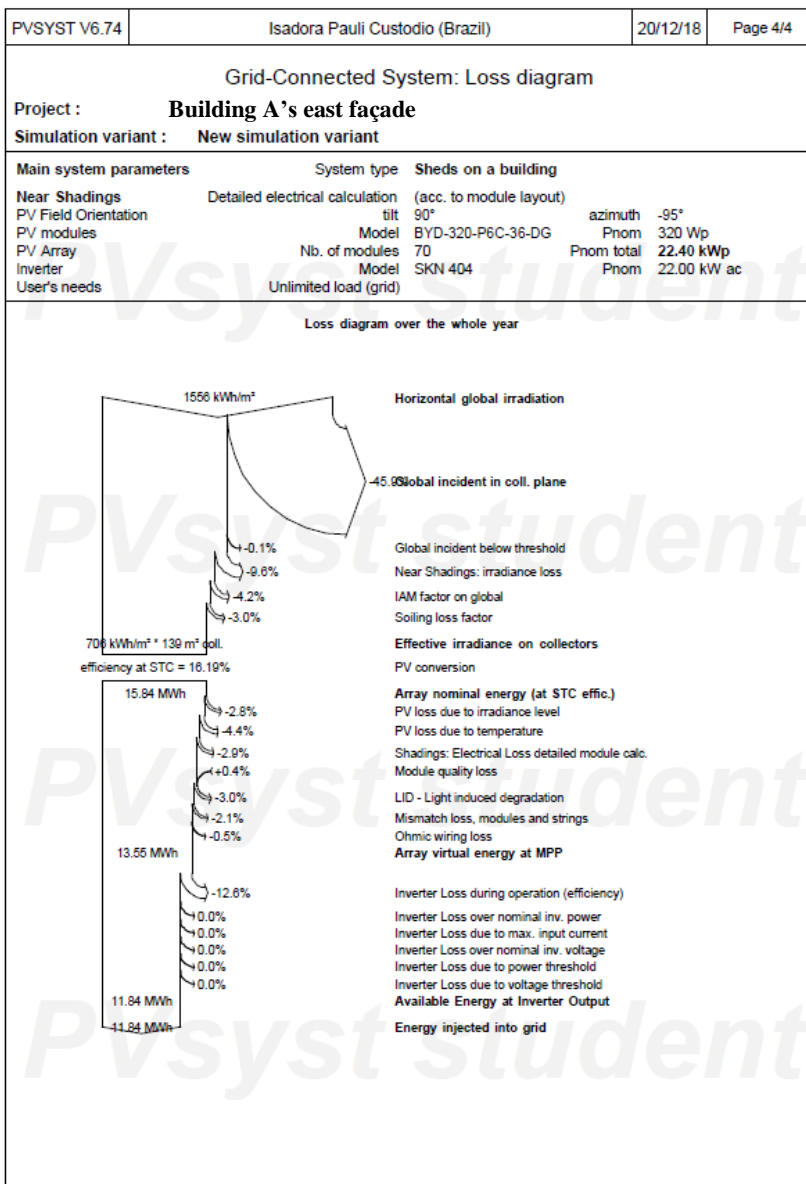 PVSYST V6.74 Isadora Pauli Custodio (Brazil) 20/12/18 Page 4/4
Grid-Connected System: Loss diagram
Project : Building A's east façade
Simulation variant : New simulation variant
Main system parameters System type Sheds on a building
Near Shadings Detailed electrical calculation (acc. to module layout)
PV Field Orientation tilt 90° azimuth -95°
PV modules Model BYD-320-P6C-36-DG Pnom 320 Wp
PV Array Nb. of modules 70 Pnom total 22.40 kWp
Inverter Model SKN 404 Pnom 22.00 kW ac
User's needs Unlimited load (grid)
PVsyst student
Loss diagram over the whole year
1556 kWh/m² Horizontal global irradiation
-45.9% Global incident in coll. plane
PVsyst student
-0.1% Global incident below threshold
-9.6% Near Shadings: irradiance loss
-4.2% IAM factor on global
-3.0% Soiling loss factor
706 kWh/m² * 139 m² coll. Effective irradiance on collectors
efficiency at STC = 16.19% PV conversion
15.84 MWh Array nominal energy (at STC effic.)
-2.8% PV loss due to irradiance level
-4.4% PV loss due to temperature
-2.9% Shadings: Electrical Loss detailed module calc.
+0.4% Module quality loss
PVsyst student
-3.0% LID - Light induced degradation
-2.1% Mismatch loss, modules and strings
-0.5% Ohmic wiring loss
13.55 MWh Array virtual energy at MPP
-12.6% Inverter Loss during operation (efficiency)
0.0% Inverter Loss over nominal inv. power
0.0% Inverter Loss due to max. input current
0.0% Inverter Loss over nominal inv. voltage
0.0% Inverter Loss due to power threshold
0.0% Inverter Loss due to voltage threshold
11.84 MWh Available Energy at Inverter Output
11.84 MWh Energy injected into grid
PVsyst student